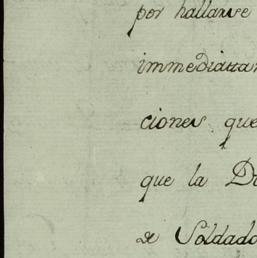 por hallarse
immediatam
ciones que
que la D
de Soldado